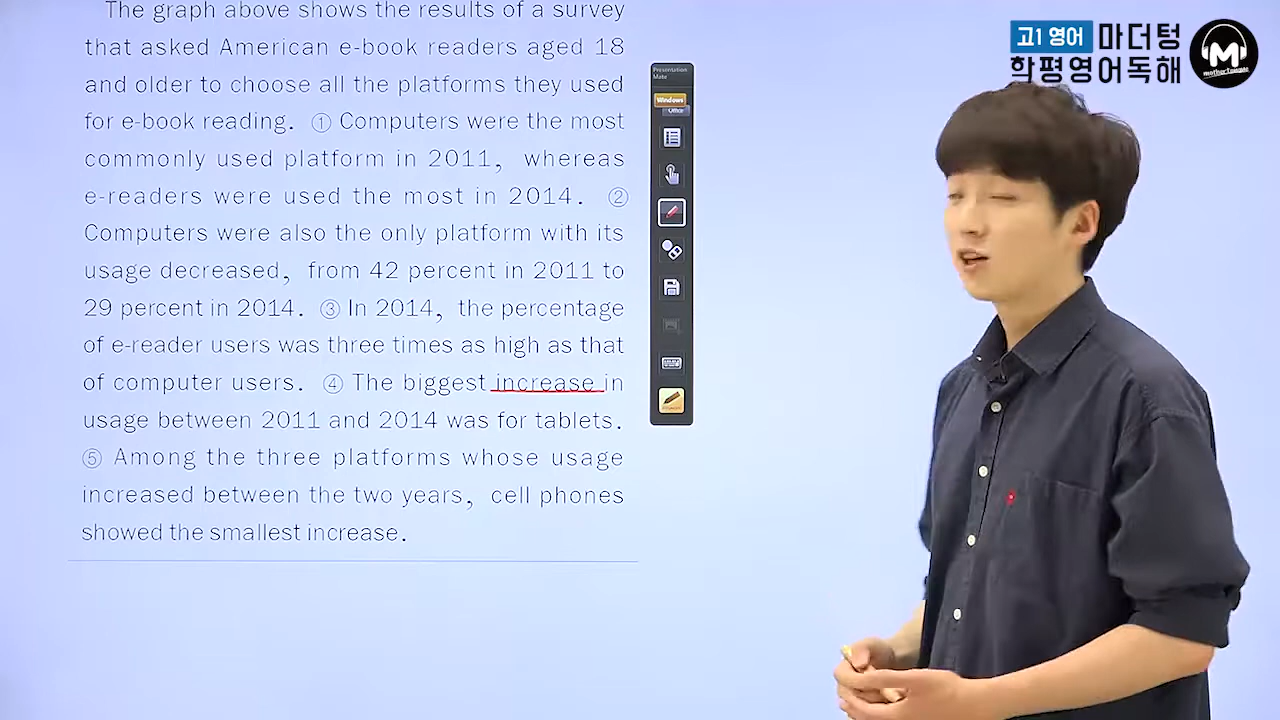 The graph above shows the results of a survey
that asked American e-book readers aged 18
and older to choose all the platforms they used
for e-book reading. ① Computers were the most
commonly used platform in 2011, whereas
e-readers were used the most in 2014. ②
Computers were also the only platform with its
usage decreased, from 42 percent in 2011 to
29 percent in 2014. ③ In 2014, the percentage
of e-reader users was three times as high as that
of computer users. ④ The biggest increase in
usage between 2011 and 2014 was for tablets.
⑤ Among the three platforms whose usage
increased between the two years, cell phones
showed the smallest increase.
Presentation
Mate
Windows
Office
고1 영어 마더텅
학평영어독해
M
mothertongue